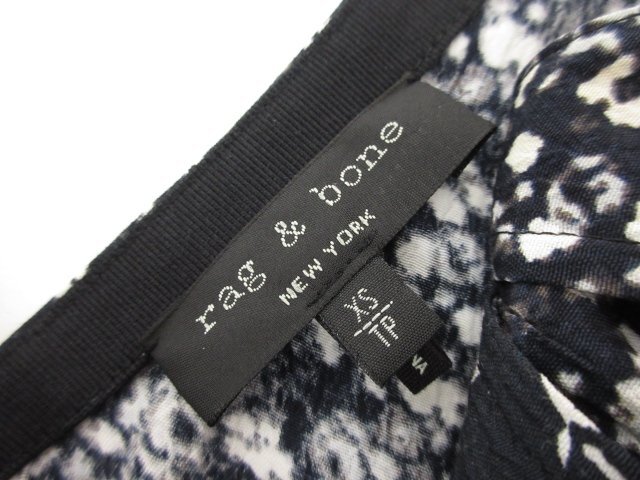 rag & bone
NEW YORK
XS
TP